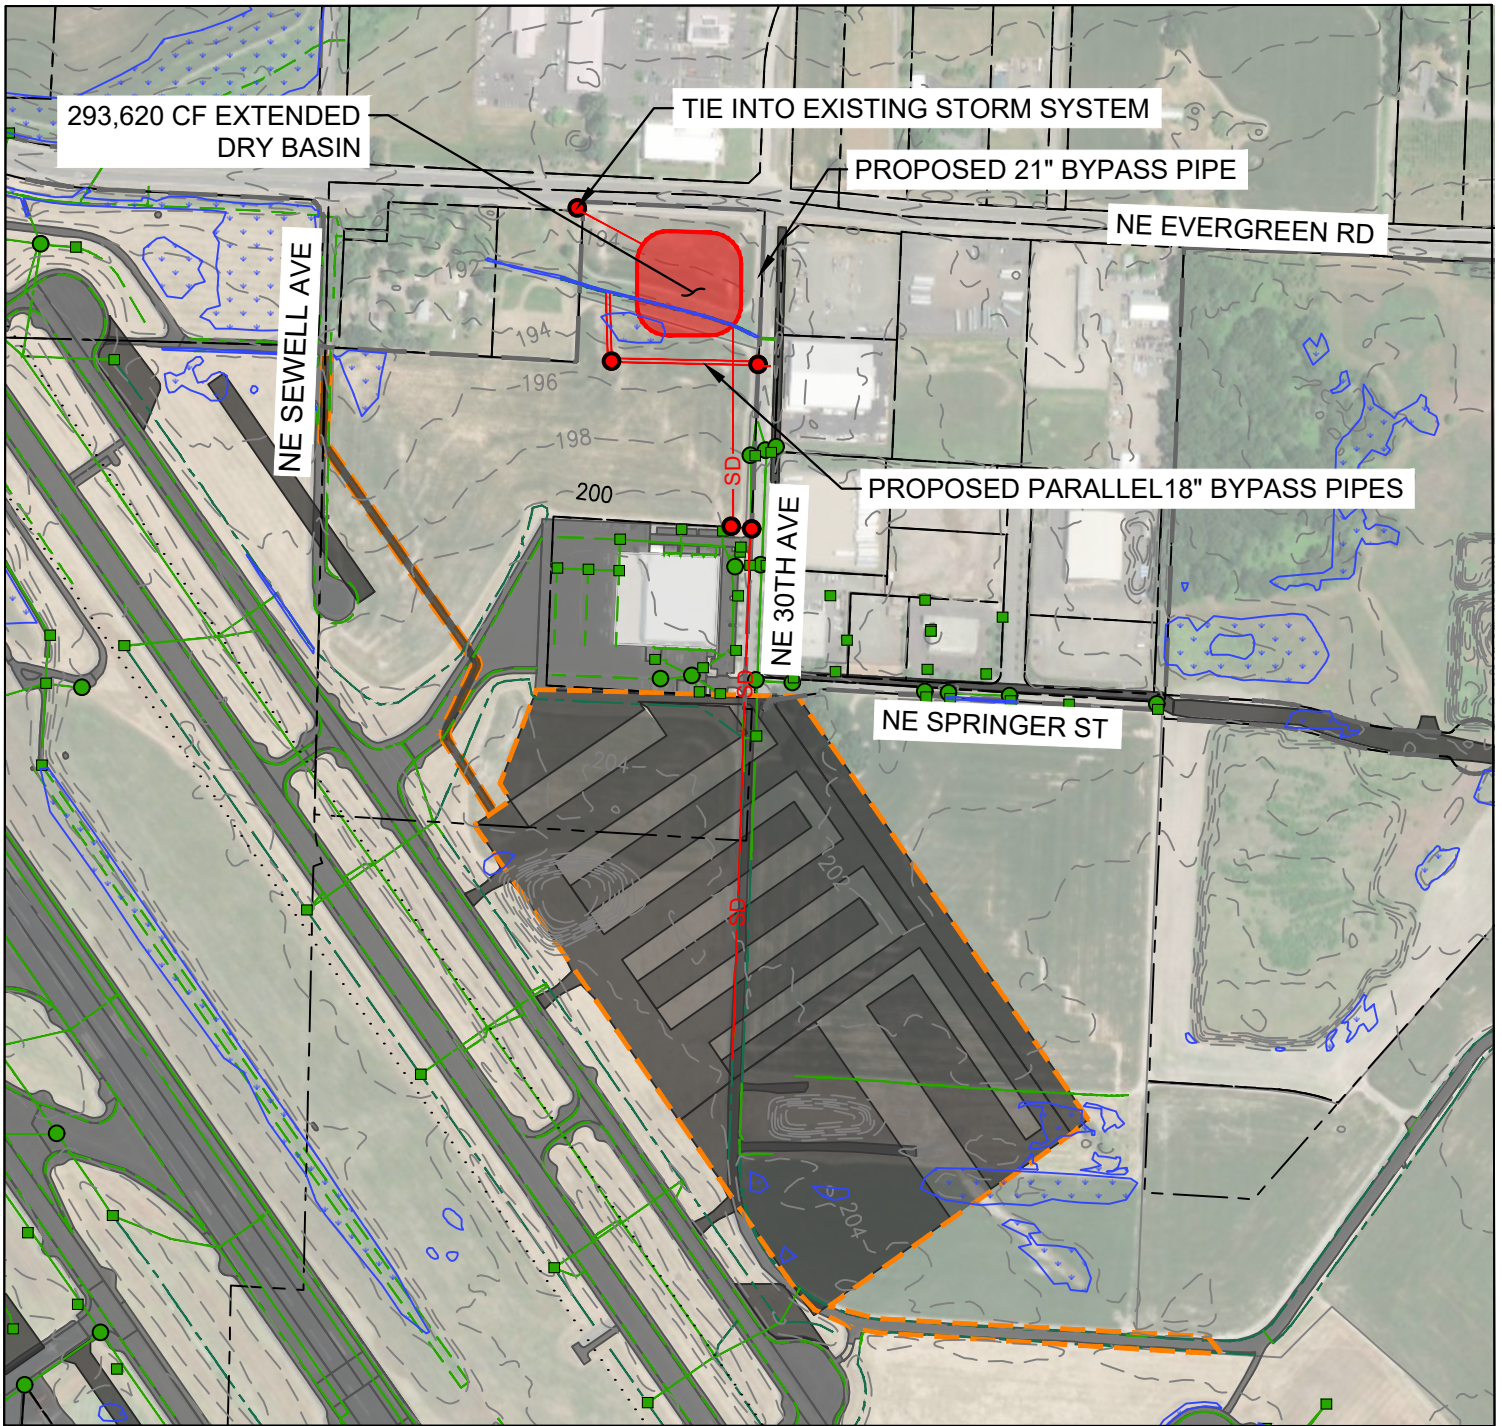 293,620 CF EXTENDED
DRY BASIN
TIE INTO EXISTING STORM SYSTEM
PROPOSED 21" BYPASS PIPE
NE EVERGREEN RD
NE SEWELL AVE
192
194
194
196
198
200
SD
PROPOSED PARALLEL18" BYPASS PIPES
NE 30TH AVE
SD
NE SPRINGER ST
204
202
SD
204